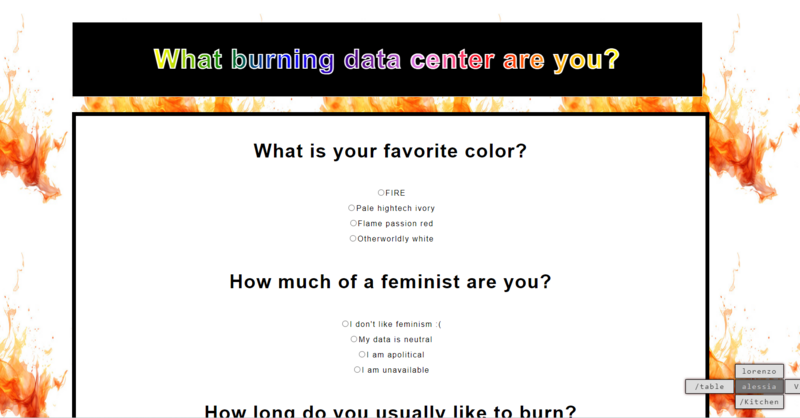 What burning data center are you?
What is your favorite color?
FIRE
Pale hightech ivory
Flame passion red
Otherworldly white
How much of a feminist are you?
I don't like feminism :(
My data is neutral
I am apolitical
I am unavailable
How long do you usually like to burn?
lorenzo
/table alessia V
/Kitchen